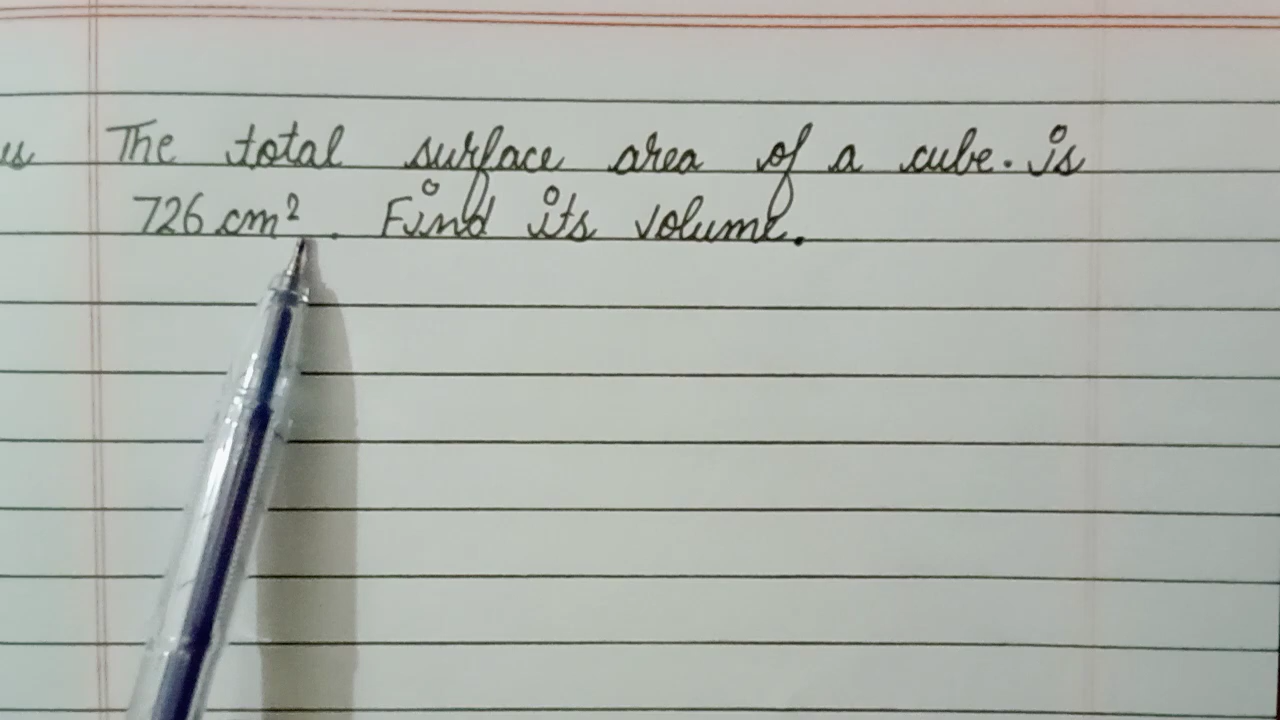 The total surface area of a cube. is
726 cm². Find its volume.